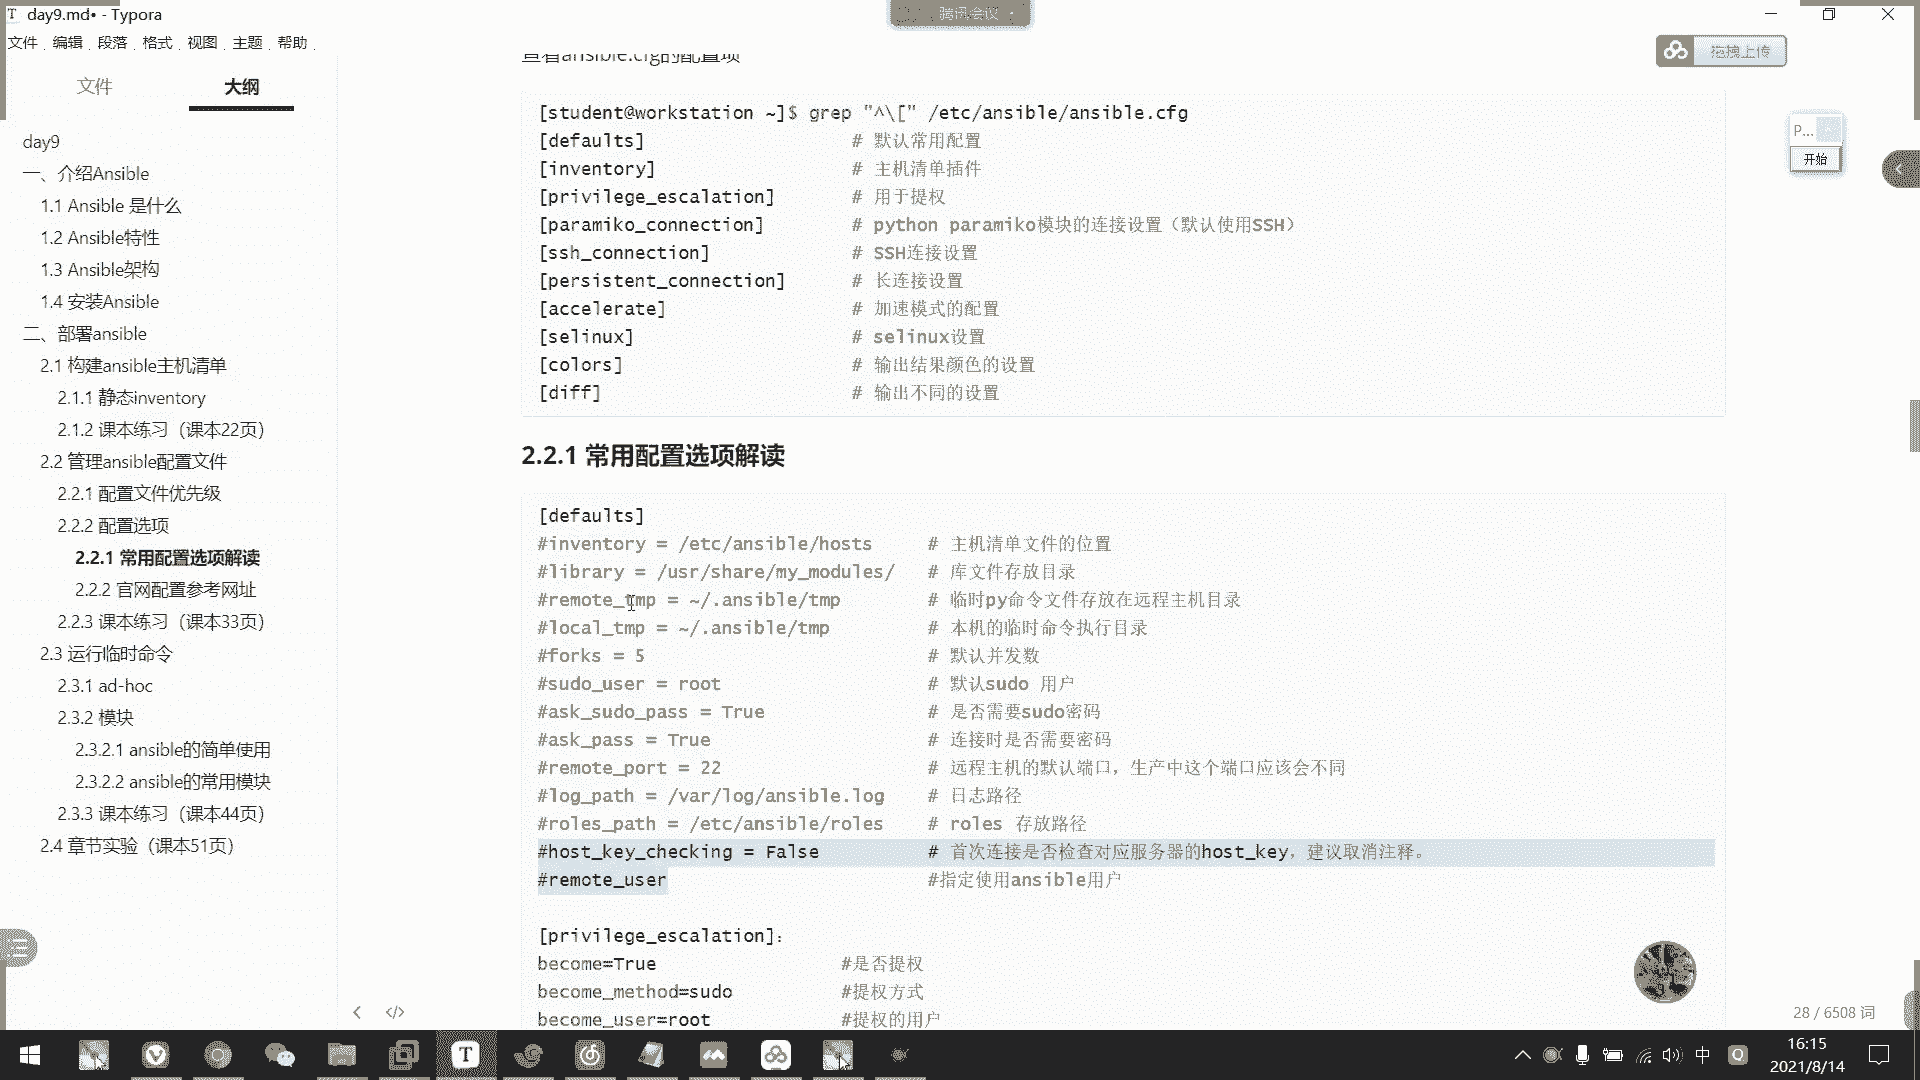 day9.md• - Typora
腾讯会议
文件 编辑 段落 格式 视图 主题 帮助
拖拽上传
文件 大纲
day9
一、介绍Ansible
1.1 Ansible 是什么
1.2 Ansible特性
1.3 Ansible架构
1.4 安装Ansible
二、部署ansible
2.1 构建ansible主机清单
2.1.1 静态inventory
2.1.2 课本练习（课本22页）
2.2 管理ansible配置文件
2.2.1 配置文件优先级
2.2.2 配置选项
2.2.1 常用配置选项解读
2.2.2 官网配置参考网址
2.2.3 课本练习（课本33页）
2.3 运行临时命令
2.3.1 ad-hoc
2.3.2 模块
2.3.2.1 ansible的简单使用
2.3.2.2 ansible的常用模块
2.3.3 课本练习（课本44页）
2.4 章节实验（课本51页）
查看ansible.cfg的配置项
[student@workstation ~]$ grep "^\[" /etc/ansible/ansible.cfg
[defaults] # 默认常用配置
[inventory] # 主机清单插件
[privilege_escalation] # 用于提权
[paramiko_connection] # python paramiko模块的连接设置（默认使用SSH）
[ssh_connection] # SSH连接设置
[persistent_connection] # 长连接设置
[accelerate] # 加速模式的配置
[selinux] # selinux设置
[colors] # 输出结果颜色的设置
[diff] # 输出不同的设置
2.2.1 常用配置选项解读
[defaults]
#inventory = /etc/ansible/hosts # 主机清单文件的位置
#library = /usr/share/my_modules/ # 库文件存放目录
#remote_tmp = ~/.ansible/tmp # 临时py命令文件存放在远程主机目录
#local_tmp = ~/.ansible/tmp # 本机的临时命令执行目录
#forks = 5 # 默认并发数
#sudo_user = root # 默认sudo 用户
#ask_sudo_pass = True # 是否需要sudo密码
#ask_pass = True # 连接时是否需要密码
#remote_port = 22 # 远程主机的默认端口，生产中这个端口应该会不同
#log_path = /var/log/ansible.log # 日志路径
#roles_path = /etc/ansible/roles # roles 存放路径
#host_key_checking = False # 首次连接是否检查对应服务器的host_key，建议取消注释。
#remote_user #指定使用ansible用户
[privilege_escalation]：
become=True #是否提权
become_method=sudo #提权方式
become_user=root #提权的用户
P...
开始
28 / 6508 词
中
16:15
2021/8/14